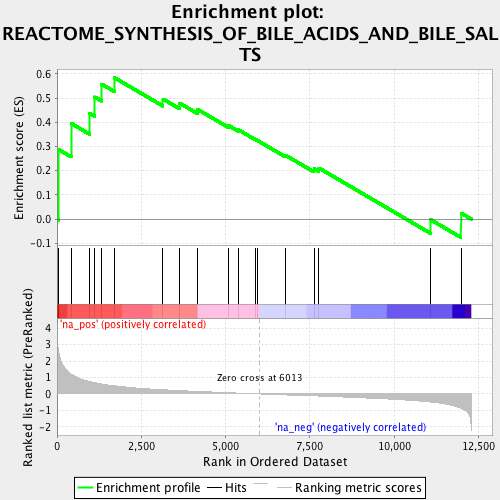 Enrichment plot:
REACTOME_SYNTHESIS_OF_BILE_ACIDS_AND_BILE_SAL
TS
Enrichment score (ES)
0.6
0.5
0.4
0.3
0.2
0.1
0.0
-0.1
Ranked list metric (PreRanked)
4
3
2
1
0
-1
-2
'na_pos' (positively correlated)
Zero cross at 6013
'na_neg' (negatively correlated)
0 2,500 5,000 7,500 10,000 12,500
Rank in Ordered Dataset
Enrichment profile Hits Ranking metric scores